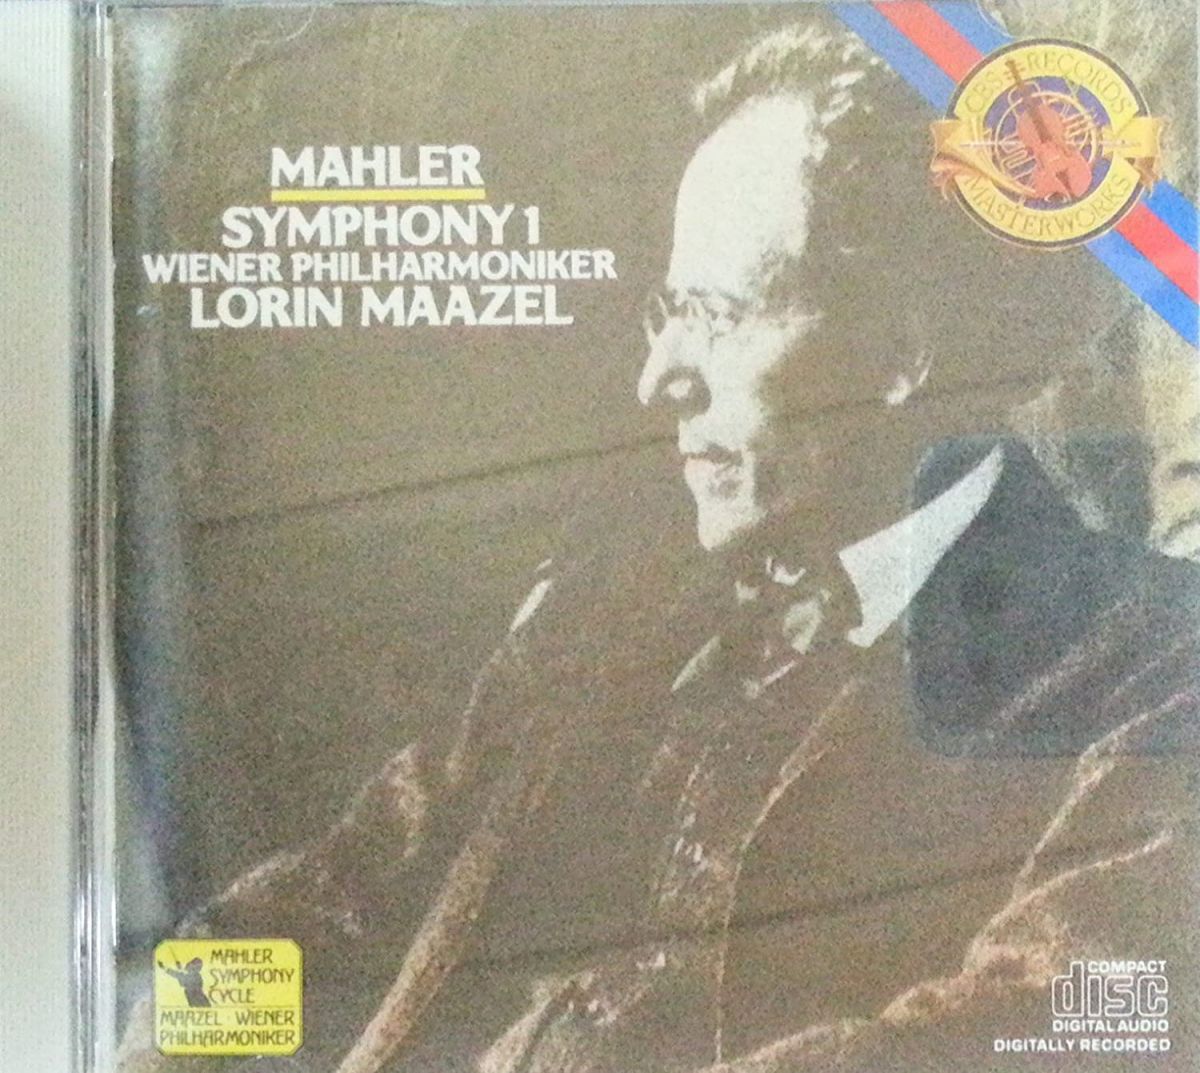 MAHLER
SYMPHONY 1
WIENER PHILHARMONIKER
LORIN MAAZEL
CBS RECORDS
MASTERWORKS
MAHLER
SYMPHONY
CYCLE
MAAZEL · WIENER
PHILHARMONIKER
COMPACT
disc
DIGITAL AUDIO
DIGITALLY RECORDED